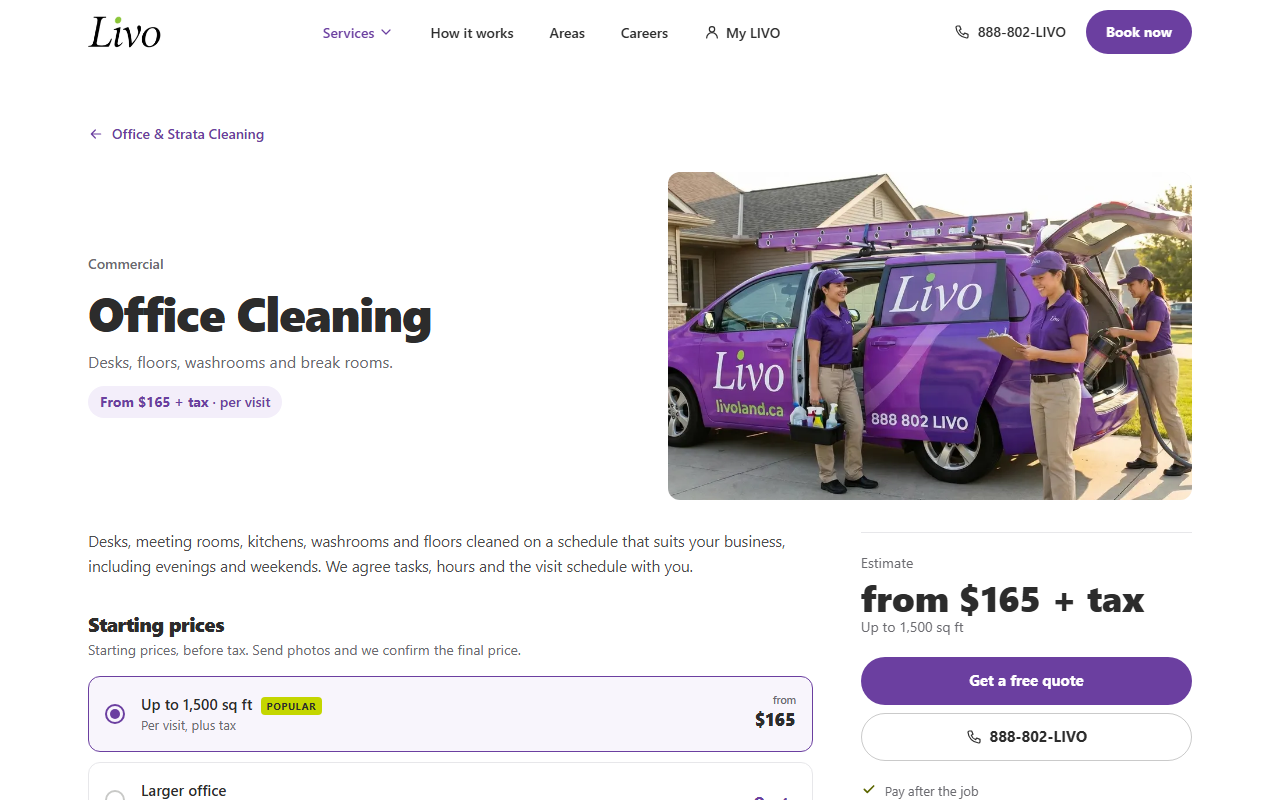 Livo
Services
How it works
Areas
Careers
My LIVO
888-802-LIVO
Book now
Office & Strata Cleaning
Commercial
Office Cleaning
Desks, floors, washrooms and break rooms.
From $165 + tax · per visit
Livo
Livo
livoland.ca
888 802 LIVO
Desks, meeting rooms, kitchens, washrooms and floors cleaned on a schedule that suits your business,
including evenings and weekends. We agree tasks, hours and the visit schedule with you.
Starting prices
Starting prices, before tax. Send photos and we confirm the final price.
Up to 1,500 sq ft POPULAR
Per visit, plus tax
from
$165
Larger office
Estimate
from $165 + tax
Up to 1,500 sq ft
Get a free quote
888-802-LIVO
Pay after the job